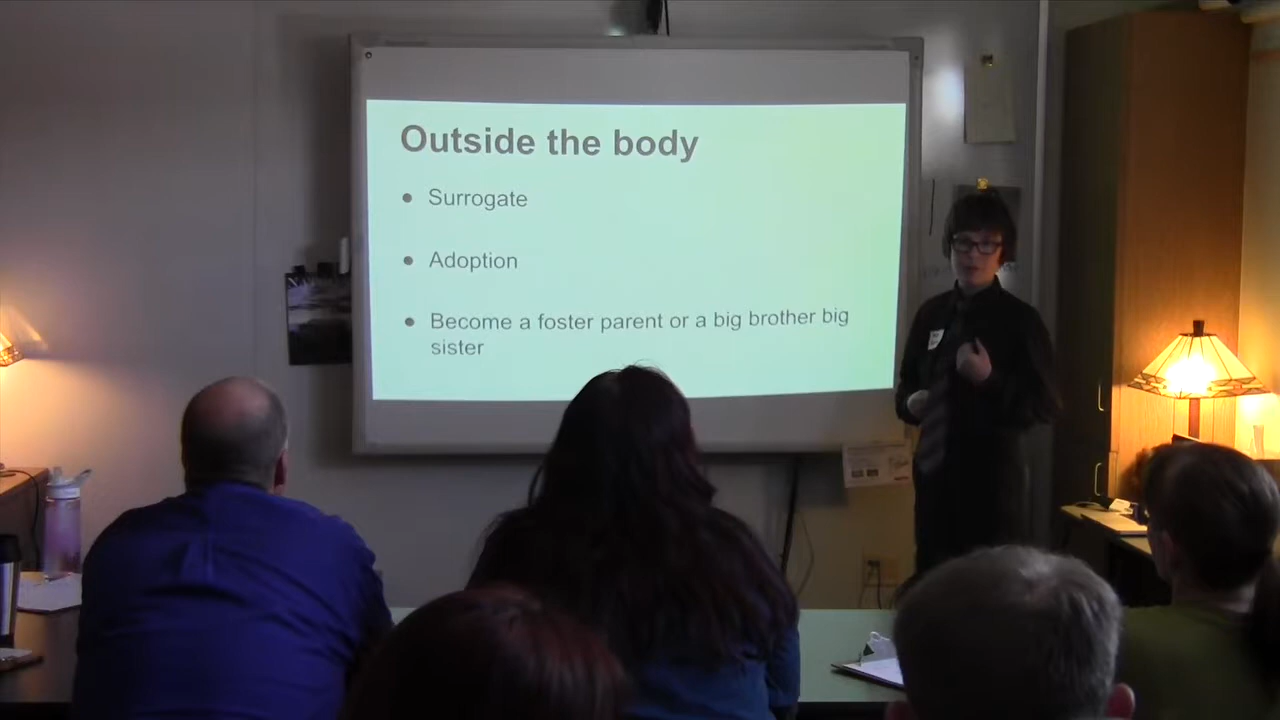 Outside the body
● Surrogate
● Adoption
● Become a foster parent or a big brother big
sister